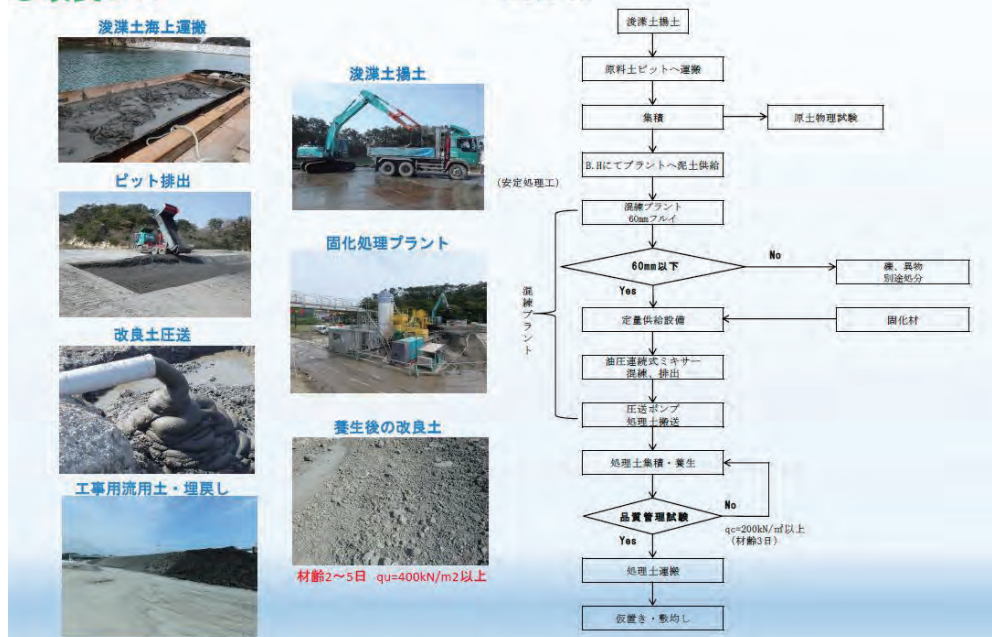 浚渫土海上運搬
浚渫土揚土
ピット排出
固化処理プラント
改良土圧送
養生後の改良土
工事用流用土・埋戻し
材齢2～5日 qu=400kN/m2以上
浚渫土揚土
原料土ピットへ運搬
集積
原土物理試験
B.Hにてプラントへ泥土供給
(安定処理工)
混練プラント
60mmフルイ
混練プラント
60mm以下
No
礫、異物
別途処分
Yes
定量供給設備
固化材
油圧連続式ミキサー
混練、排出
圧送ポンプ
処理土搬送
処理土集積・養生
品質管理試験
No
qc=200kN/㎡以上
(材齢3日)
Yes
処理土運搬
仮置き・敷均し